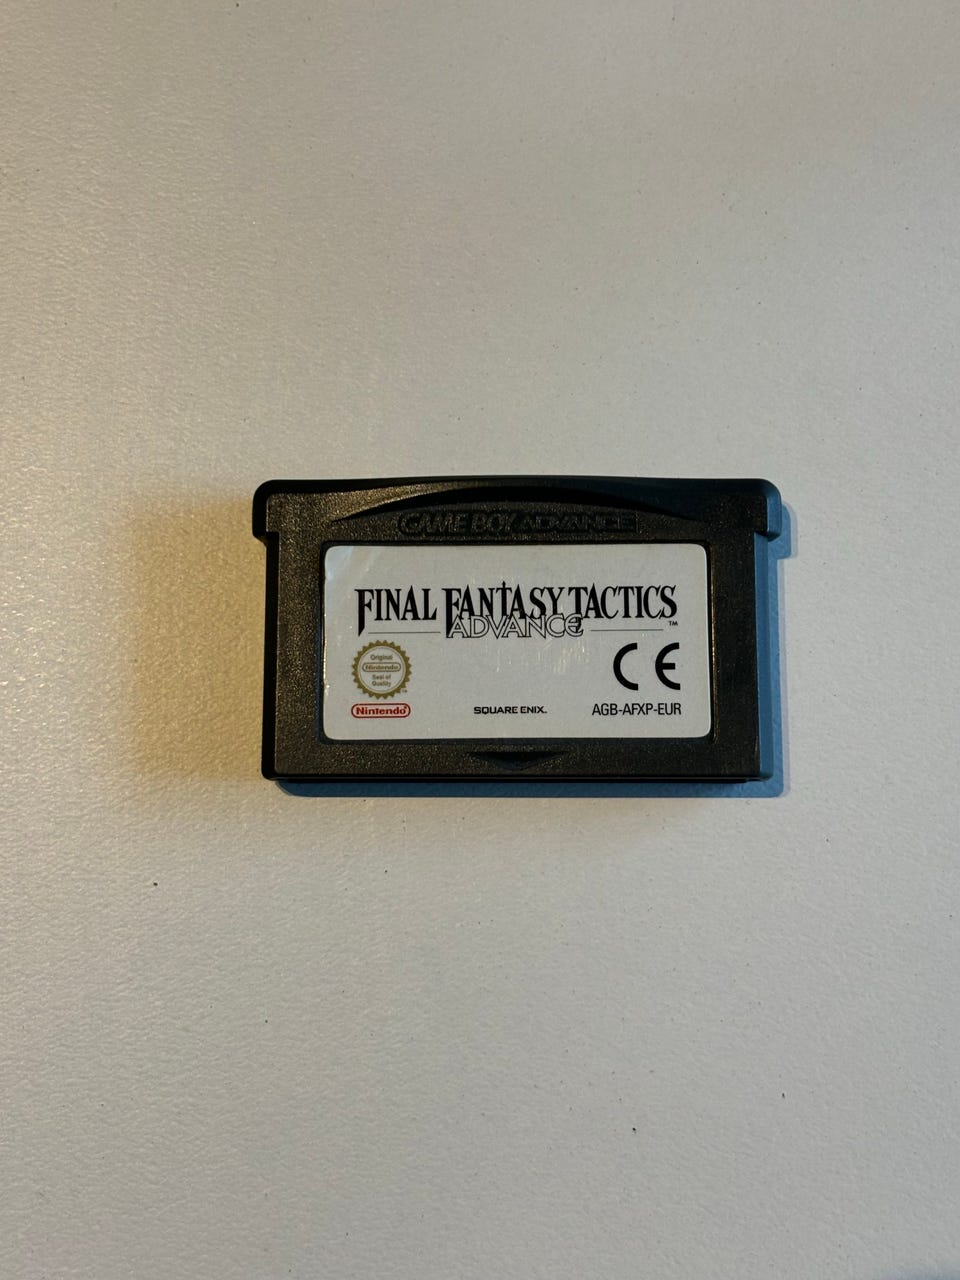 GAME BOY ADVANCE
FINAL FANTASY TACTICS
ADVANCE ™
Original
Nintendo
Seal of
Quality
Nintendo®
SQUARE ENIX™
CE
AGB-AFXP-EUR